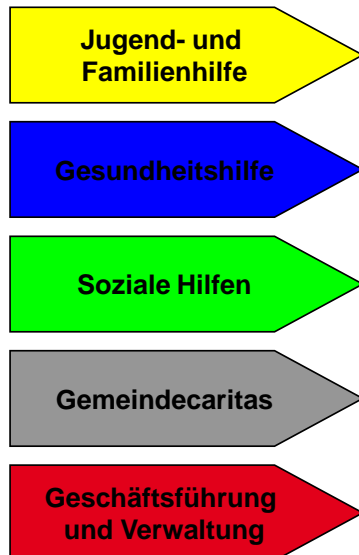 Jugend- und
Familienhilfe
Gesundheitshilfe
Soziale Hilfen
Gemeindecaritas
Geschäftsführung
und Verwaltung